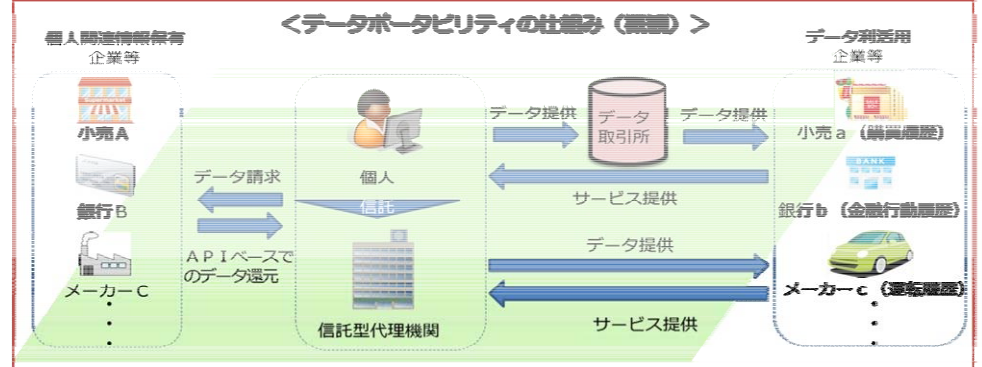 ＜データポータビリティの仕組み（素須）＞
個人関連情報保有
企業等
データ利活用
企業等
小売Ａ
銀行Ｂ
メーカーＣ
・
・
・
データ請求
ＡＰＩベースで
のデータ還元
個人
信託
信託型代理機関
データ提供
データ
取引所
データ提供
サービス提供
データ提供
サービス提供
小売ａ（購買履歴）
BANK
銀行ｂ（金融行動履歴）
メーカーｃ（運転履歴）
・
・
・